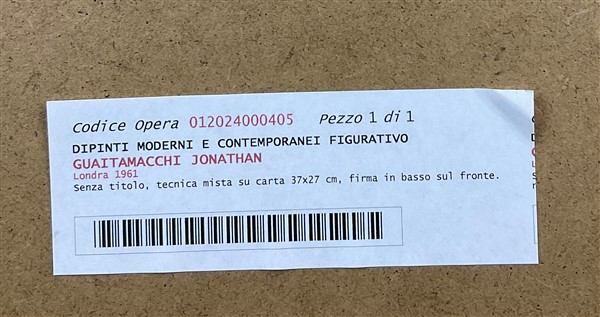 Codice Opera 012024000405 Pezzo 1 di 1
DIPINTI MODERNI E CONTEMPORANEI FIGURATIVO
GUAITAMACCHI JONATHAN
Londra 1961
Senza titolo, tecnica mista su carta 37x27 cm, firma in basso sul fronte.